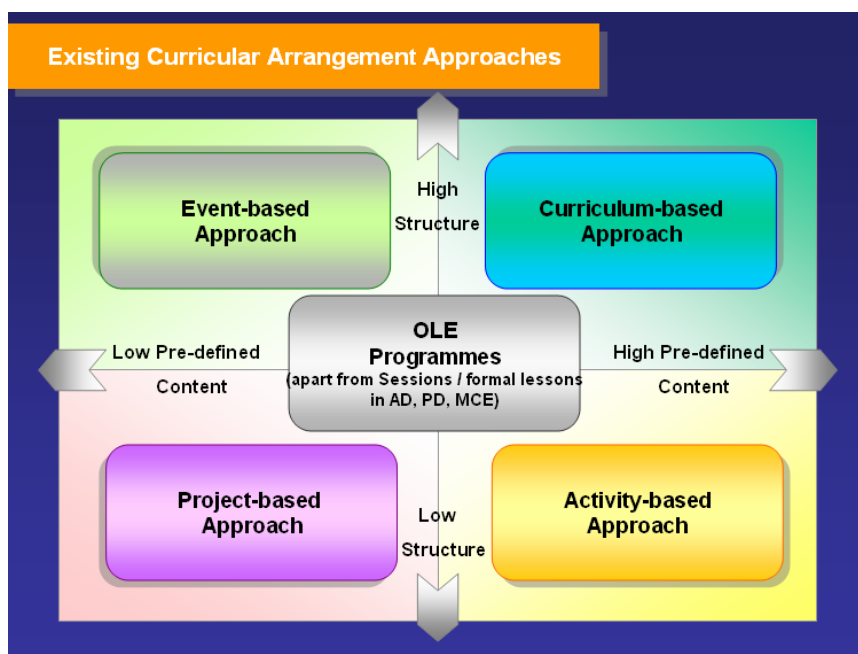 Existing Curricular Arrangement Approaches
High
Structure
Event-based
Approach
Curriculum-based
Approach
OLE
Programmes
(apart from Sessions / formal lessons
in AD, PD, MCE)
Low Pre-defined
Content
High Pre-defined
Content
Project-based
Approach
Activity-based
Approach
Low
Structure